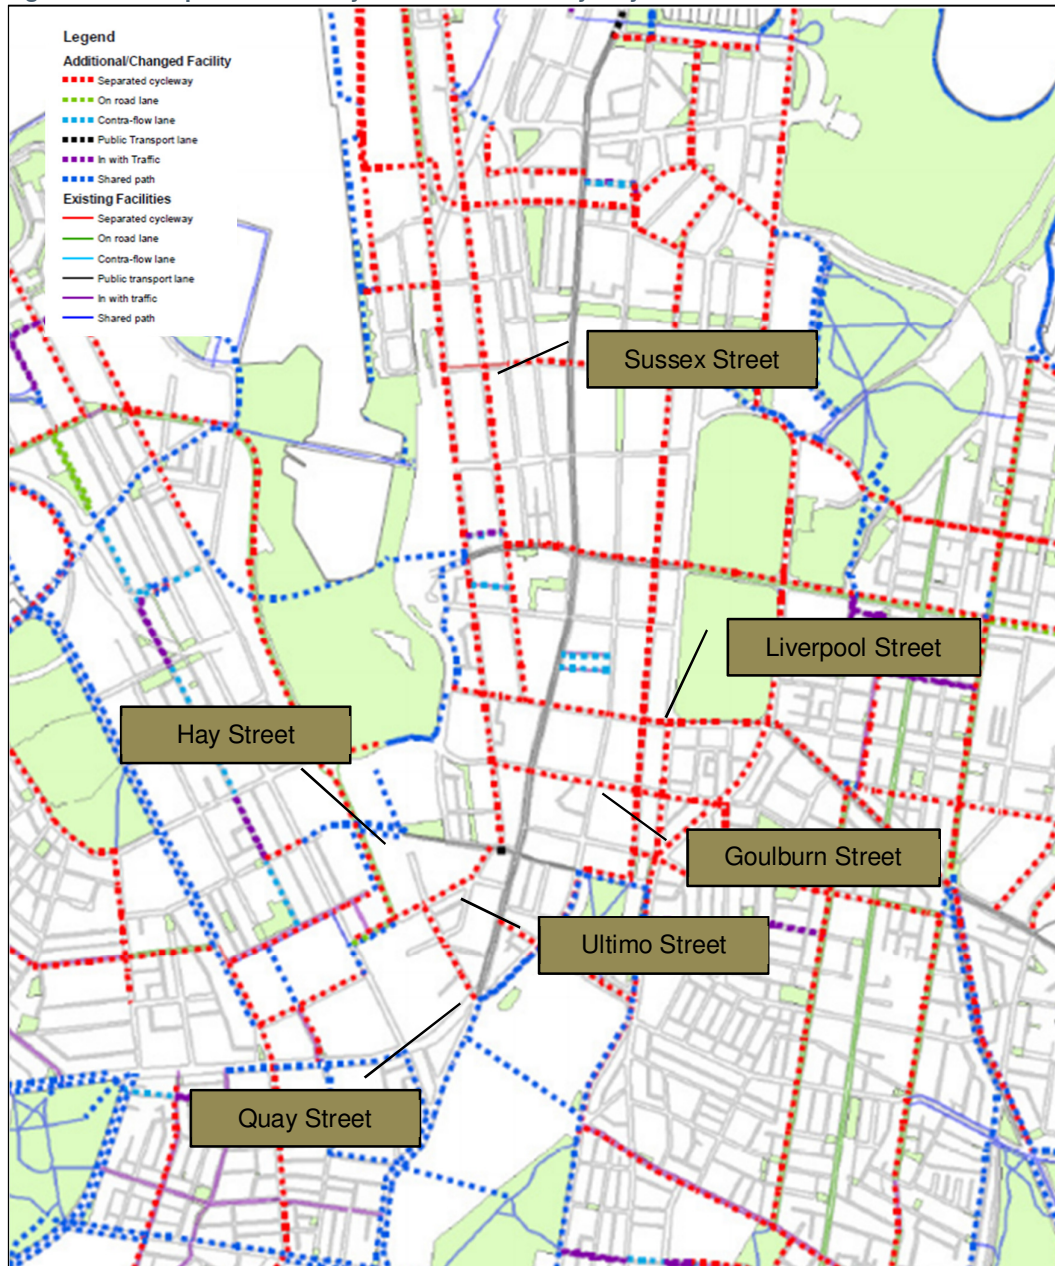 Legend
Additional/Changed Facility
Separated cycleway
On road lane
Contra-flow lane
Public Transport lane
In with Traffic
Shared path
Existing Facilities
Separated cycleway
On road lane
Contra-flow lane
Public transport lane
In with traffic
Shared path
Sussex Street
Liverpool Street
Hay Street
Goulburn Street
Ultimo Street
Quay Street